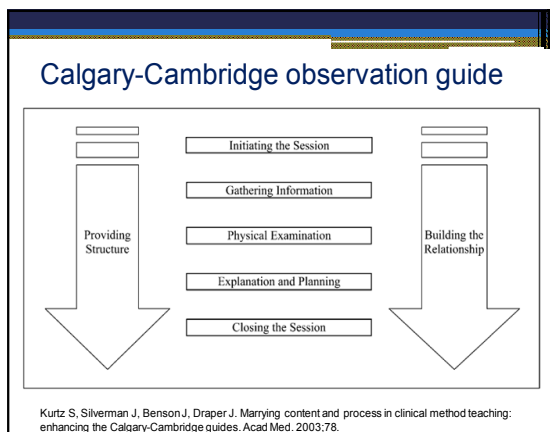 Calgary-Cambridge observation guide
Initiating the Session
Gathering Information
Providing
Structure
Physical Examination
Building the
Relationship
Explanation and Planning
Closing the Session
Kurtz S, Silverman J, Benson J, Draper J. Marrying content and process in clinical method teaching:
enhancing the Calgary-Cambridge guides. Acad Med. 2003;78.